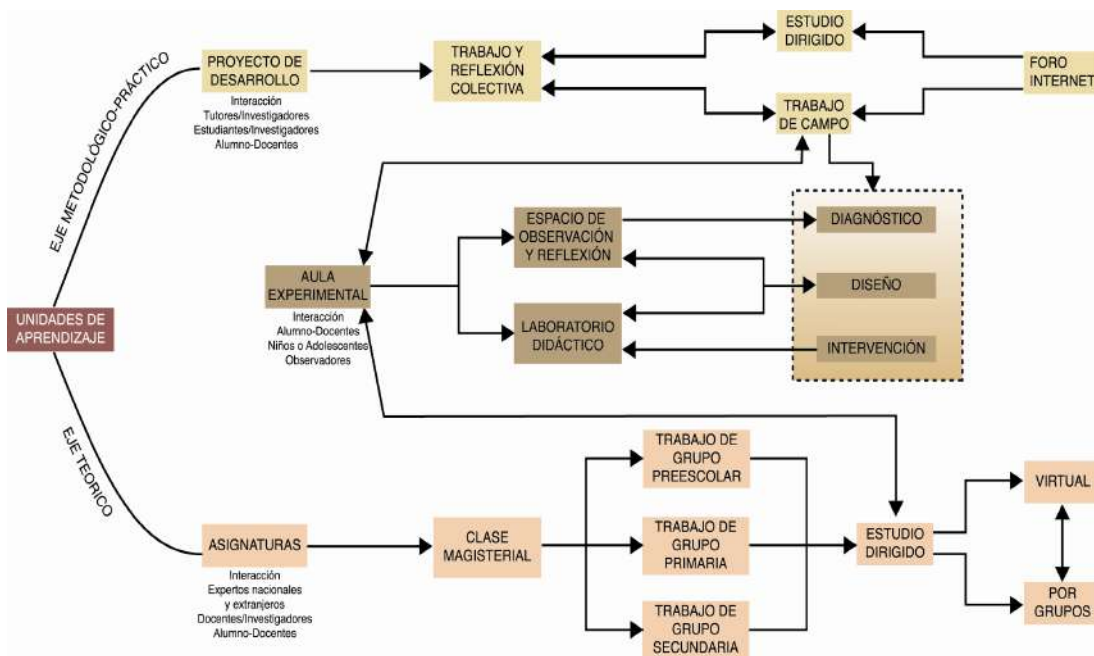 ESTUDIO
DIRIGIDO
PROYECTO DE
DESARROLLO
TRABAJO Y
REFLEXIÓN
COLECTIVA
FORO
INTERNET
Interacción
Tutores/Investigadores
Estudiantes/Investigadores
Alumno-Docentes
TRABAJO
DE CAMPO
EJE METODOLÓGICO-PRÁCTICO
ESPACIO DE
OBSERVACIÓN
Y REFLEXIÓN
DIAGNÓSTICO
AULA
EXPERIMENTAL
DISEÑO
Interacción
Alumno-Docentes
Niños o Adolescentes
Observadores
LABORATORIO
DIDÁCTICO
INTERVENCIÓN
UNIDADES DE
APRENDIZAJE
EJE TEORICO
TRABAJO DE
GRUPO
PREESCOLAR
VIRTUAL
ASIGNATURAS
CLASE
MAGISTERIAL
TRABAJO DE
GRUPO
PRIMARIA
ESTUDIO
DIRIGIDO
Interacción
Expertos nacionales
y extranjeros
Docentes/Investigadores
Alumno-Docentes
TRABAJO DE
GRUPO
SECUNDARIA
POR
GRUPOS